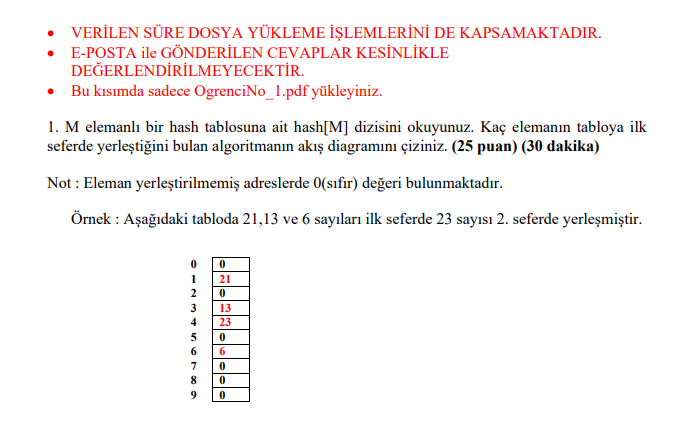 • VERİLEN SÜRE DOSYA YÜKLEME İŞLEMLERİNİ DE KAPSAMAKTADIR.
• E-POSTA ile GÖNDERİLEN CEVAPLAR KESİNLİKLE
DEĞERLENDİRİLMEYECEKTİR.
• Bu kısımda sadece OgrenciNo_1.pdf yükleyiniz.
1. M elemanlı bir hash tablosuna ait hash[M] dizisini okuyunuz. Kaç elemanın tabloya ilk
seferde yerleştiğini bulan algoritmanın akış diagramını çiziniz. (25 puan) (30 dakika)
Not : Eleman yerleştirilmemiş adreslerde 0(sıfır) değeri bulunmaktadır.
Örnek : Aşağıdaki tabloda 21,13 ve 6 sayıları ilk seferde 23 sayısı 2. seferde yerleşmiştir.
0 0
1 21
2 0
3 13
4 23
5 0
6 6
7 0
8 0
9 0